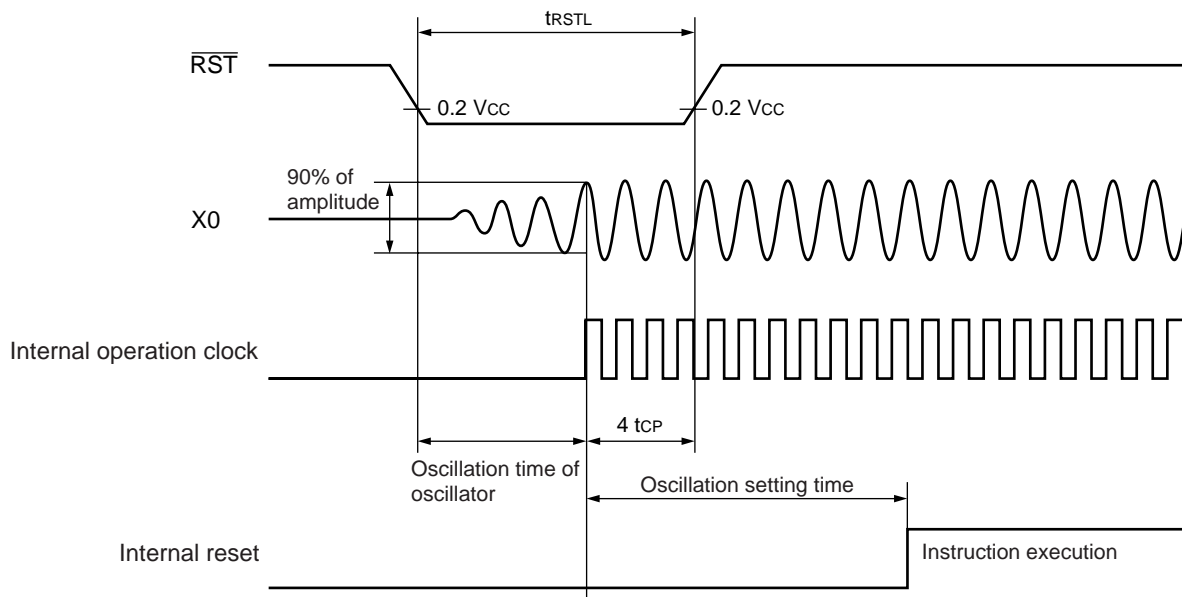 tRSTL
RST
0.2 VCC
0.2 VCC
90% of
amplitude
X0
Internal operation clock
4 tCP
Oscillation time of
oscillator
Oscillation setting time
Internal reset
Instruction execution